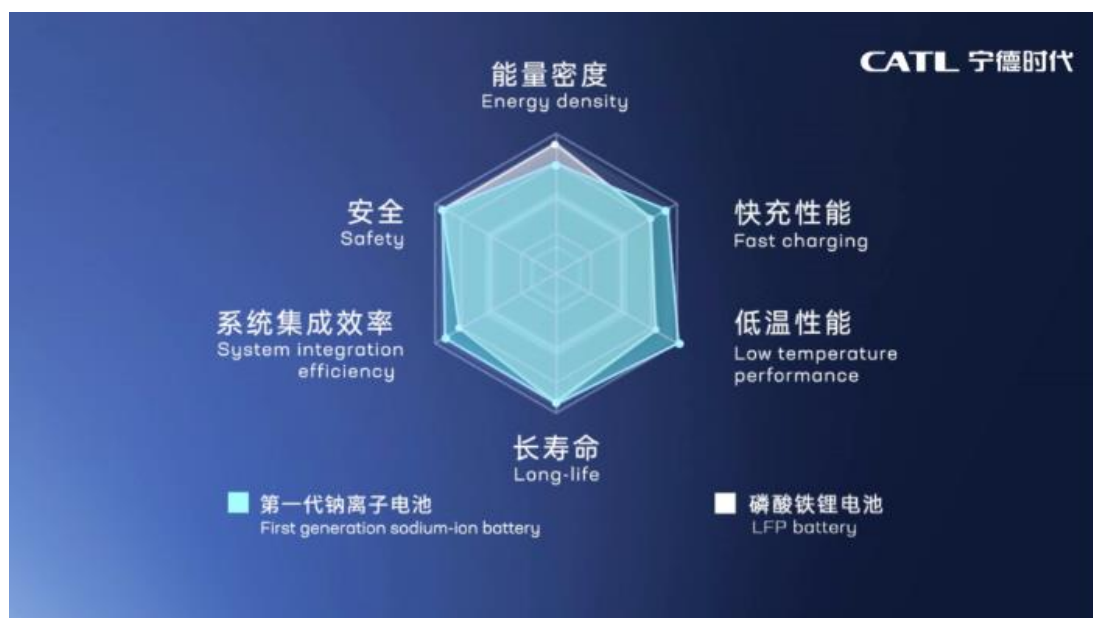 CATL 宁德时代
能量密度
Energy density
安全
Safety
快充性能
Fast charging
系统集成效率
System integration
efficiency
低温性能
Low temperature
performance
长寿命
Long-life
第一代钠离子电池
First generation sodium-ion battery
磷酸铁锂电池
LFP battery